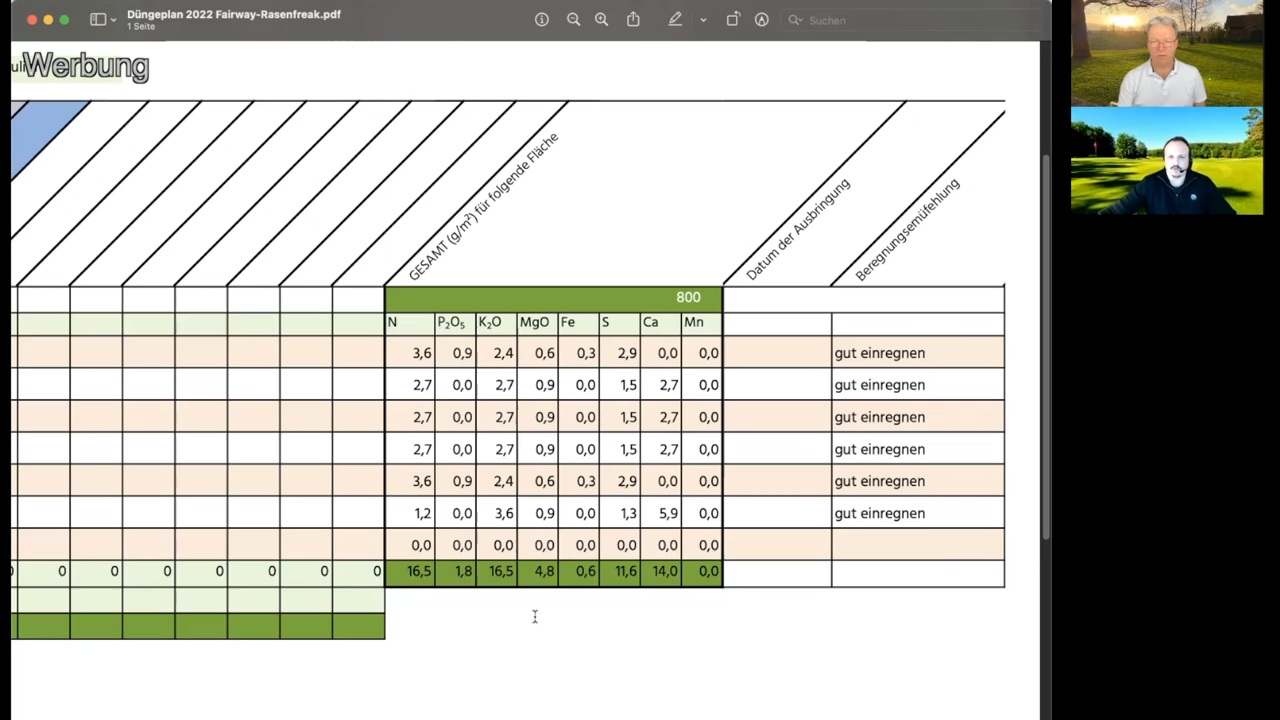 Düngeplan 2022 Fairway-Rasenfreak.pdf
1 Seite
Suchen
uli
Werbung
GESAMT (g/m²) für folgende Fläche
Datum der Ausbringung
Beregnungsemüfehlung
800
N P₂O₅ K₂O MgO Fe S Ca Mn
3,6 0,9 2,4 0,6 0,3 2,9 0,0 0,0 gut einregnen
2,7 0,0 2,7 0,9 0,0 1,5 2,7 0,0 gut einregnen
2,7 0,0 2,7 0,9 0,0 1,5 2,7 0,0 gut einregnen
2,7 0,0 2,7 0,9 0,0 1,5 2,7 0,0 gut einregnen
3,6 0,9 2,4 0,6 0,3 2,9 0,0 0,0 gut einregnen
1,2 0,0 3,6 0,9 0,0 1,3 5,9 0,0 gut einregnen
0,0 0,0 0,0 0,0 0,0 0,0 0,0 0,0
0 0 0 0 0 0 0 0 16,5 1,8 16,5 4,8 0,6 11,6 14,0 0,0